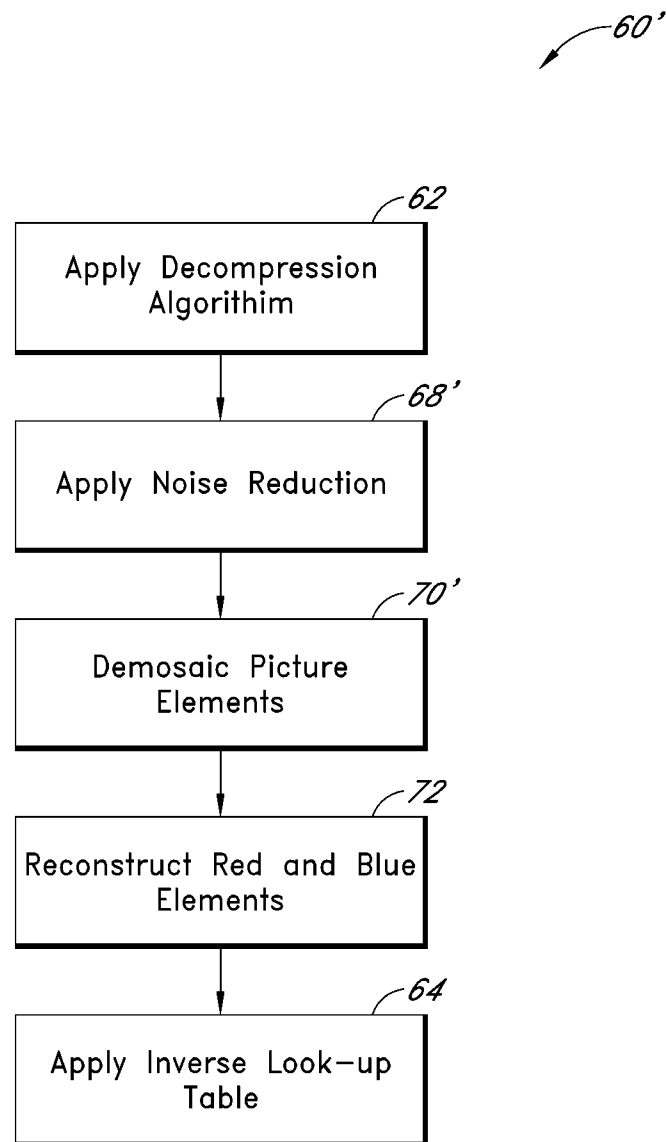 60'
62
Apply Decompression
Algorithim
68'
Apply Noise Reduction
70'
Demosaic Picture
Elements
72
Reconstruct Red and Blue
Elements
64
Apply Inverse Look-up
Table